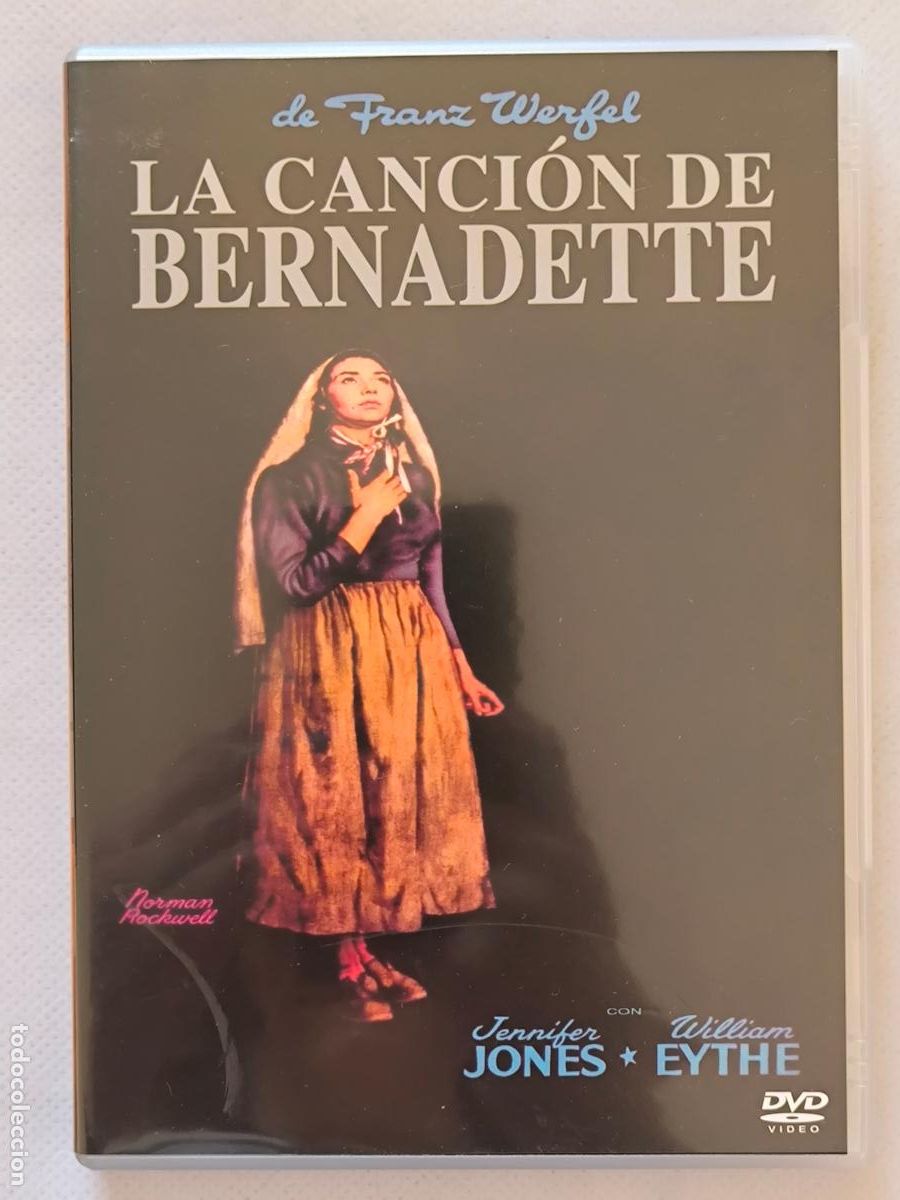 de Franz Werfel
LA CANCIÓN DE
BERNADETTE
Norman
Rockwell
CON
Jennifer William
JONES ★ EYTHE
DVD
VIDEO
todocoleccion